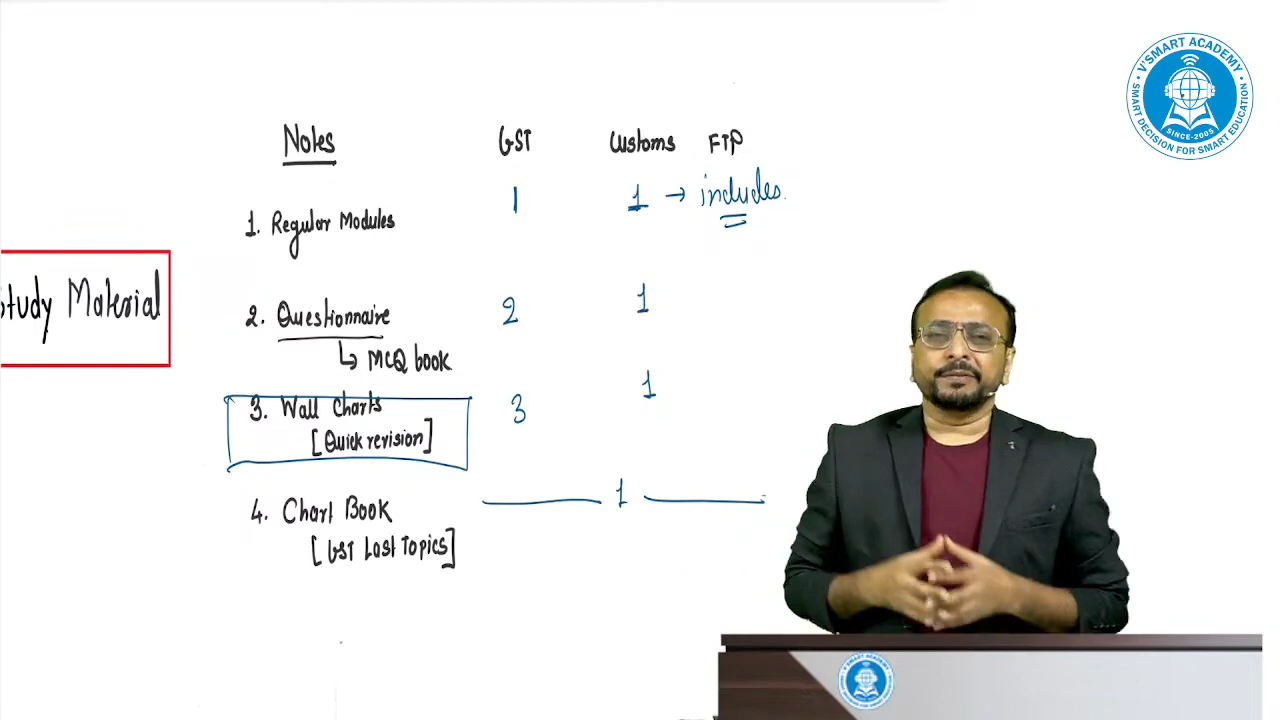 Notes GST Customs FTP
1. Regular Modules 1 1 → includes.
2. Questionnaire 2 1
↳ MCQ book
3. Wall Charts 3 1
[Quick revision]
4. Chart Book 1
[GST Last Topics]
Study Material
V'SMART ACADEMY
SINCE-2005
SMART DECISION FOR SMART EDUCATION
V'SMART ACADEMY